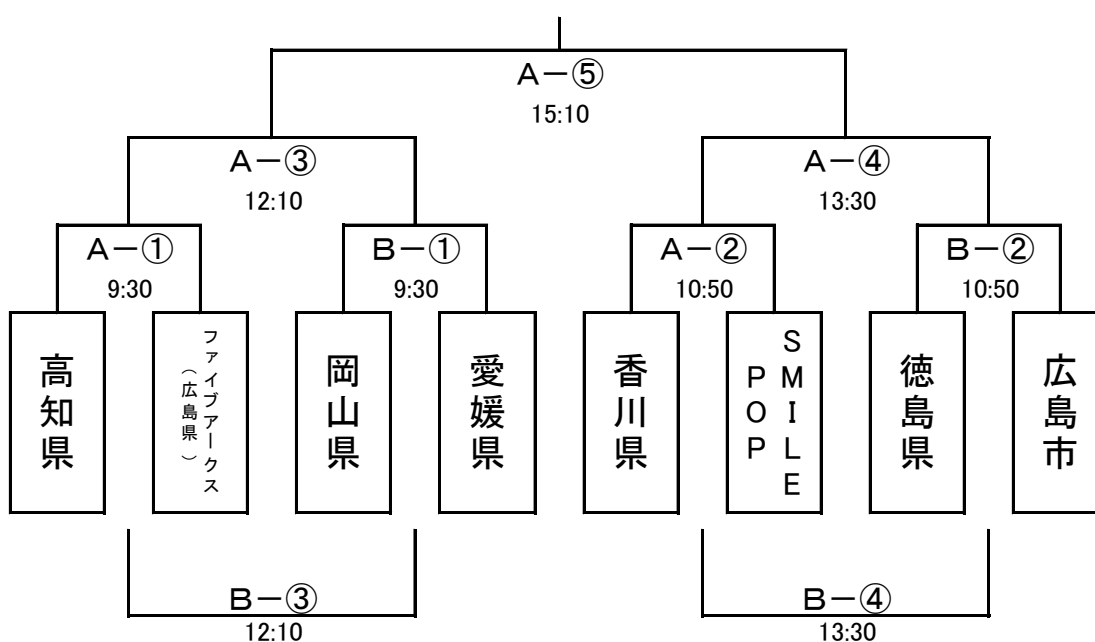 A－⑤
15:10
A－③
A－④
12:10
13:30
A－①
B－①
A－②
B－②
9:30
9:30
10:50
10:50
高知県
ファイブアークス
（広島県）
岡山県
愛媛県
香川県
SMILE
POP
徳島県
広島市
B－③
B－④
12:10
13:30